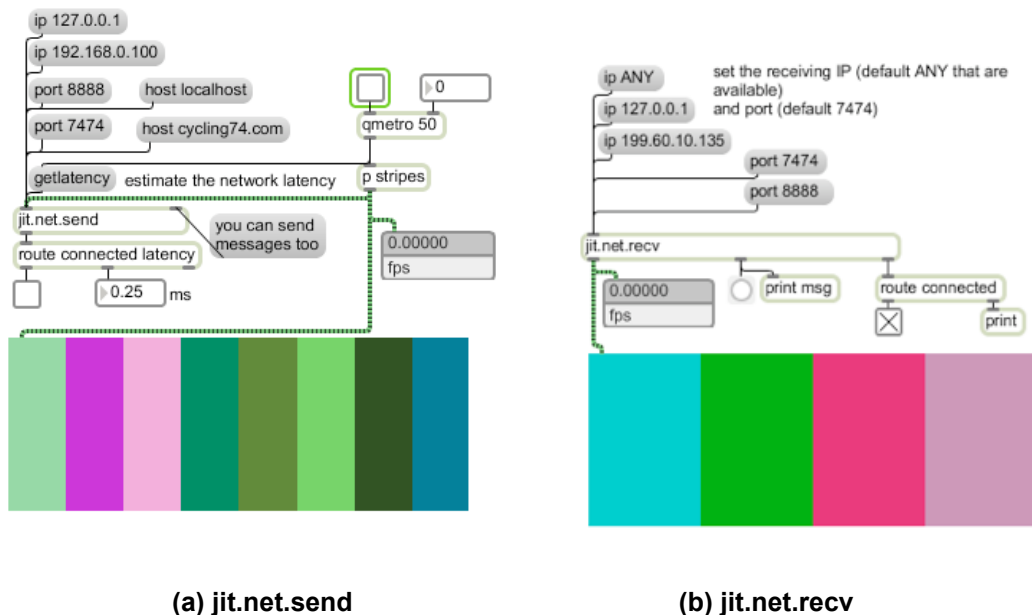 ip 127.0.0.1
ip 192.168.0.100
port 8888
host localhost
0
port 7474
host cycling74.com
qmetro 50
getlatency
estimate the network latency
p stripes
jit.net.send
you can send
messages too
route connected latency
0.00000
fps
0.25
ms
(a) jit.net.send
ip ANY
set the receiving IP (default ANY that are
available)
and port (default 7474)
ip 127.0.0.1
ip 199.60.10.135
port 7474
port 8888
jit.net.recv
0.00000
fps
print msg
route connected
print
(b) jit.net.recv